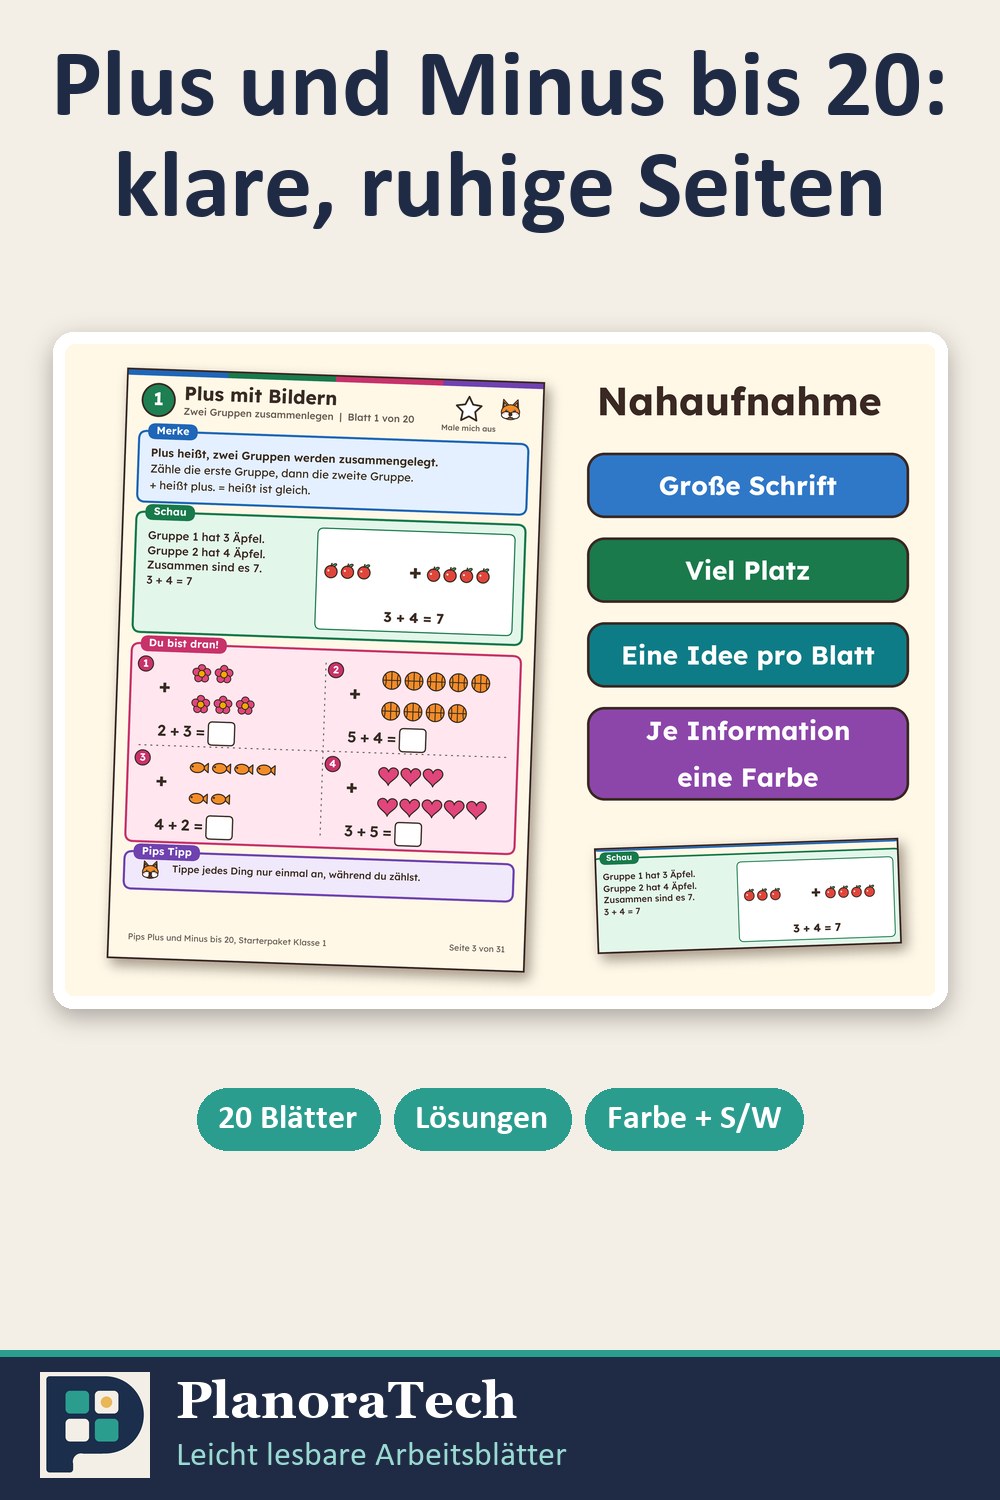 Plus und Minus bis 20:
klare, ruhige Seiten
1
Plus mit Bildern
Zwei Gruppen zusammenlegen | Blatt 1 von 20
Male mich aus
Merke
Plus heißt, zwei Gruppen werden zusammengelegt.
Zähle die erste Gruppe, dann die zweite Gruppe.
+ heißt plus. = heißt ist gleich.
Schau
Gruppe 1 hat 3 Äpfel.
Gruppe 2 hat 4 Äpfel.
Zusammen sind es 7.
3 + 4 = 7
+
3 + 4 = 7
Du bist dran!
1
+
2 + 3 =
2
+
5 + 4 =
3
+
4 + 2 =
4
+
3 + 5 =
Pips Tipp
Tippe jedes Ding nur einmal an, während du zählst.
Pips Plus und Minus bis 20, Starterpaket Klasse 1
Seite 3 von 31
Nahaufnahme
Große Schrift
Viel Platz
Eine Idee pro Blatt
Je Information
eine Farbe
Schau
Gruppe 1 hat 3 Äpfel.
Gruppe 2 hat 4 Äpfel.
Zusammen sind es 7.
3 + 4 = 7
+
3 + 4 = 7
20 Blätter
Lösungen
Farbe + S/W
PlanoraTech
Leicht lesbare Arbeitsblätter